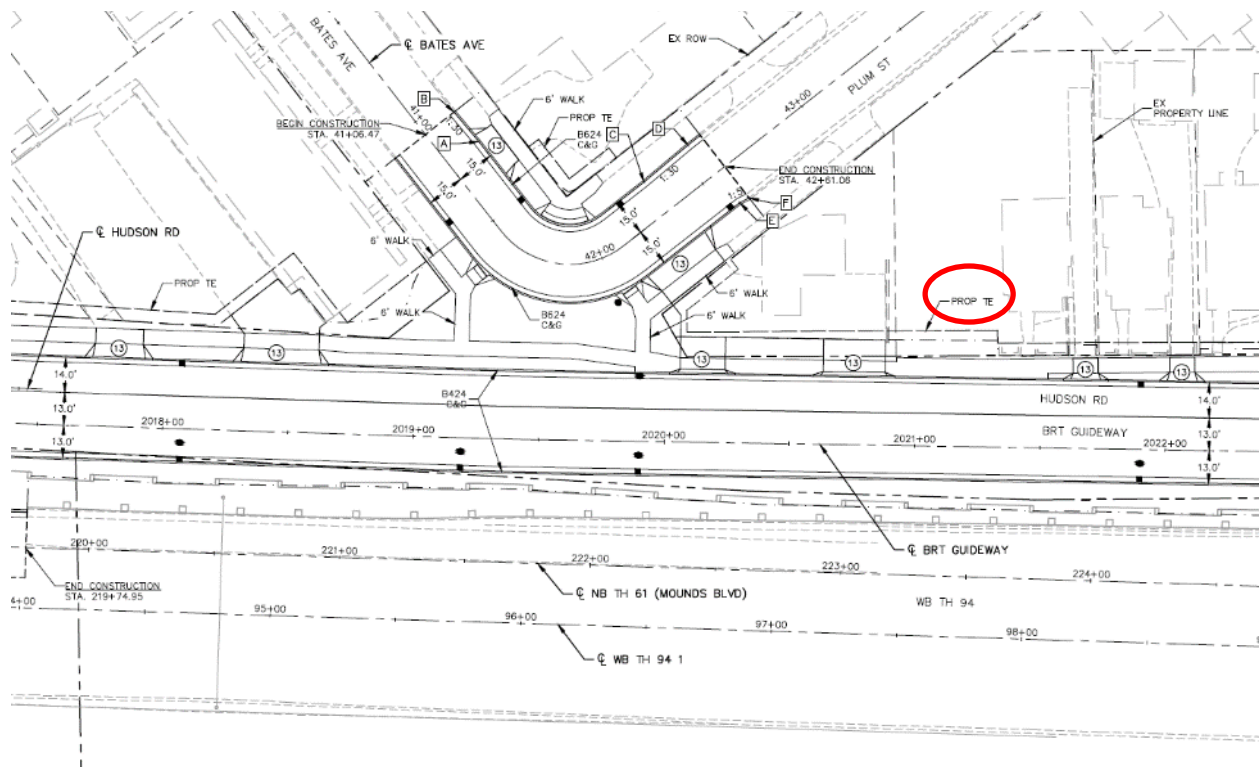 BATES AVE
℄ BATES AVE
EX ROW
PLUM ST
43+00
41+00
B
1:30
6' WALK
PROP TE
BEGIN CONSTRUCTION
STA. 41+06.47
A
13
B624
C&G
C
D
1:30
EX
PROPERTY LINE
END CONSTRUCTION
STA. 42+61.06
15.0'
15.0'
15.0'
15.0'
F
E
℄ HUDSON RD
6' WALK
42+00
13
PROP TE
6' WALK
B624
C&G
6' WALK
6' WALK
PROP TE
13
13
13
13
13
13
14.0'
13.0'
13.0'
B424
C&G
HUDSON RD
14.0'
BRT GUIDEWAY
13.0'
13.0'
2018+00
2019+00
2020+00
2021+00
2022+00
220+00
221+00
222+00
223+00
224+00
℄ BRT GUIDEWAY
END CONSTRUCTION
STA. 219+74.95
℄ NB TH 61 (MOUNDS BLVD)
WB TH 94
95+00
96+00
97+00
98+00
℄ WB TH 94 1